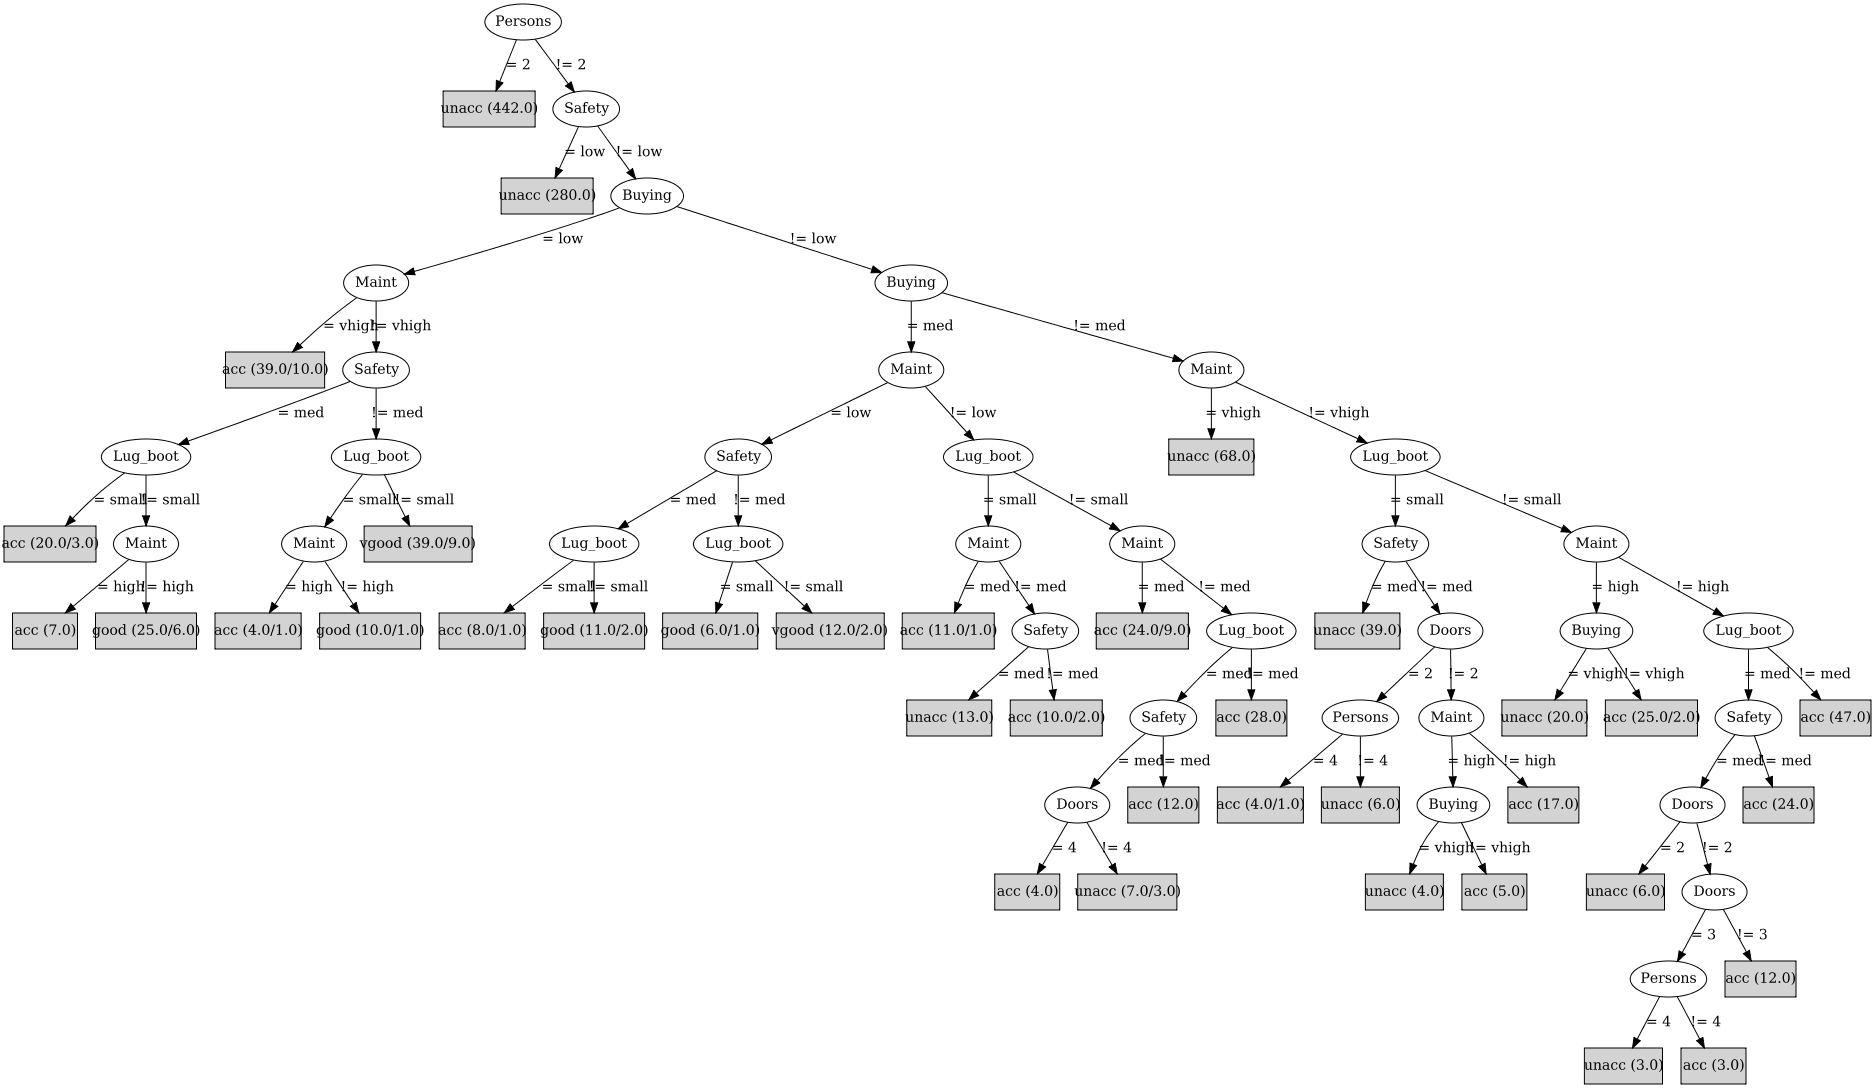 Persons
= 2
!= 2
unacc (442.0)
Safety
= low
!= low
unacc (280.0)
Buying
= low
!= low
Maint
Buying
= vhigh
!= vhigh
= med
!= med
acc (39.0/10.0)
Safety
Maint
Maint
= med
!= med
= low
!= low
= vhigh
!= vhigh
Lug_boot
Lug_boot
Safety
Lug_boot
unacc (68.0)
Lug_boot
= small
!= small
= small
!= small
= med
!= med
= small
!= small
= small
!= small
acc (20.0/3.0)
Maint
Maint
vgood (39.0/9.0)
Lug_boot
Lug_boot
Maint
Maint
Safety
Maint
= high
!= high
= high
!= high
= small
!= small
= small
!= small
= med
!= med
= med
!= med
= med
!= med
= high
!= high
acc (7.0)
good (25.0/6.0)
acc (4.0/1.0)
good (10.0/1.0)
acc (8.0/1.0)
good (11.0/2.0)
good (6.0/1.0)
vgood (12.0/2.0)
acc (11.0/1.0)
Safety
acc (24.0/9.0)
Lug_boot
unacc (39.0)
Doors
Buying
Lug_boot
= med
!= med
= med
!= med
= 2
!= 2
= vhigh
!= vhigh
= med
!= med
unacc (13.0)
acc (10.0/2.0)
Safety
acc (28.0)
Persons
Maint
unacc (20.0)
acc (25.0/2.0)
Safety
acc (47.0)
= med
!= med
= 4
!= 4
= high
!= high
= med
!= med
Doors
acc (12.0)
acc (4.0/1.0)
unacc (6.0)
Buying
acc (17.0)
Doors
acc (24.0)
= 4
!= 4
= vhigh
!= vhigh
= 2
!= 2
acc (4.0)
unacc (7.0/3.0)
unacc (4.0)
acc (5.0)
unacc (6.0)
Doors
= 3
!= 3
Persons
acc (12.0)
= 4
!= 4
unacc (3.0)
acc (3.0)